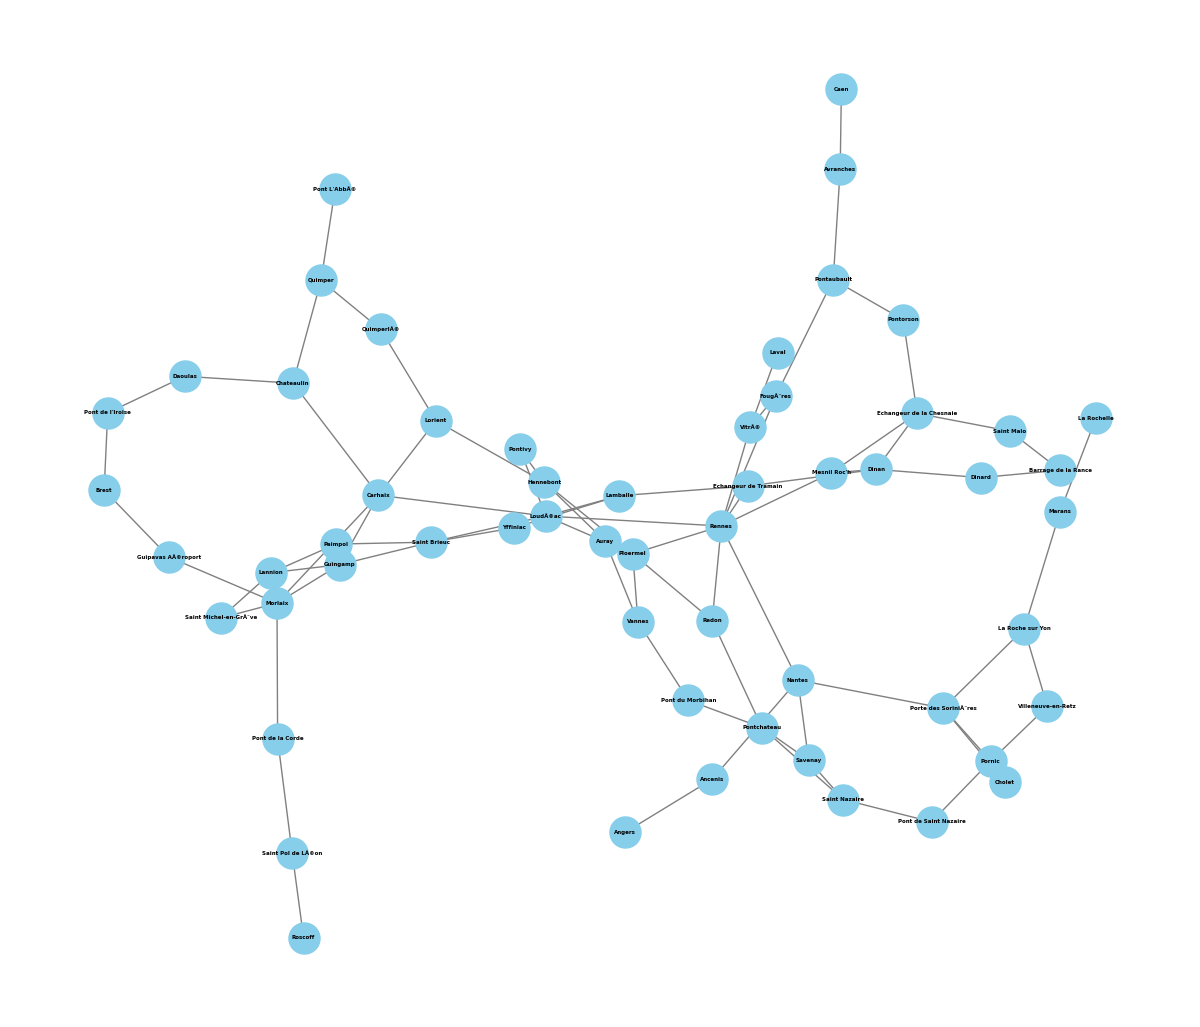 Caen
Avranches
Pont L'AbbÃ®
Quimper
Pontaubault
Pontorson
QuimperlÃ®
Laval
Daoulas
Chateaulin
FougÃ¨res
Pont de l'Iroise
Echangeur de la Chesnaie
La Rochelle
Lorient
VitrÃ®
Saint Malo
Pontivy
Mesnil Roc'h
Dinan
Barrage de la Rance
Dinard
Hennebont
Echangeur de Tramain
Brest
Carhaix
Lamballe
Marans
LoudÃ®ac
Yffiniac
Rennes
Paimpol
Saint Brieuc
Auray
Ploermel
Guipavas AÃ®roport
Guingamp
Lannion
Morlaix
Saint Michel-en-GrÃ¨ve
Vannes
Redon
La Roche sur Yon
Nantes
Pont du Morbihan
Porte des SoriniÃ¨res
Villeneuve-en-Retz
Pontchateau
Pont de la Corde
Savenay
Pornic
Ancenis
Cholet
Saint Nazaire
Pont de Saint Nazaire
Angers
Saint Pol de LÃ®on
Roscoff